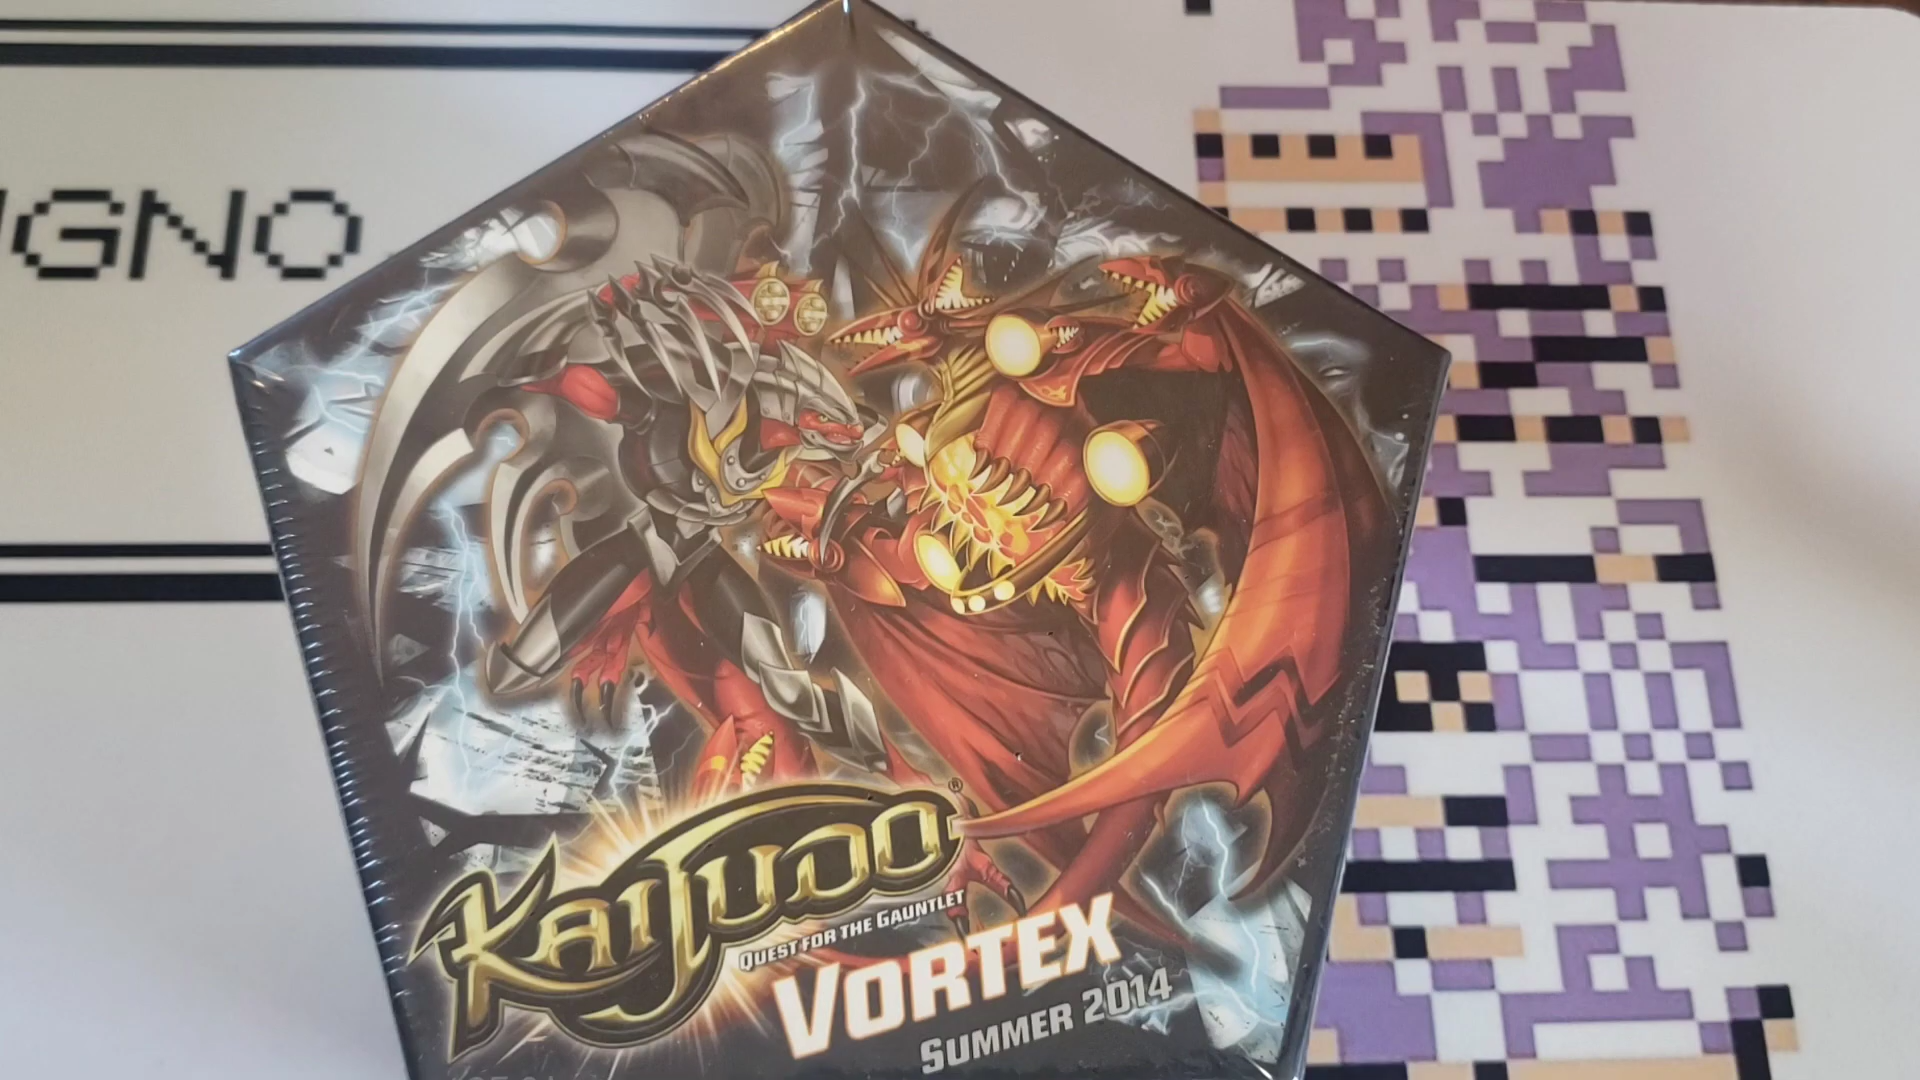 IGNO.
KAIJUDO®
QUEST FOR THE GAUNTLET
VORTEX
SUMMER 2014